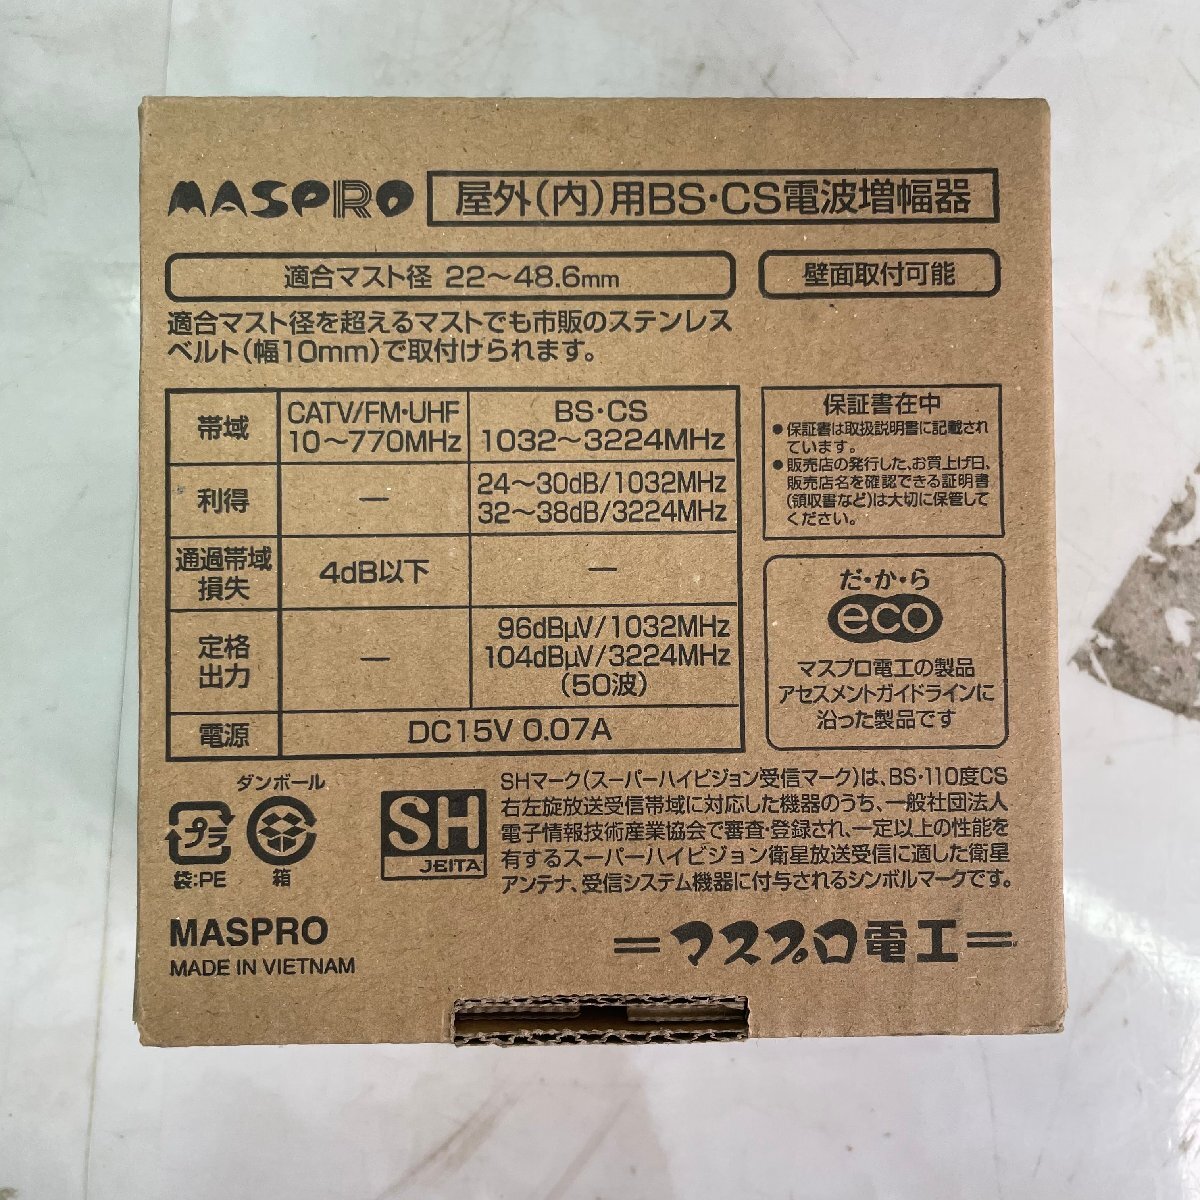 MASPRO 屋外(内)用BS・CS電波増幅器
適合マスト径 22～48.6mm
壁面取付可能
適合マスト径を超えるマストでも市販のステンレス
ベルト(幅10mm)で取付けられます。
帯域
CATV/FM・UHF
10～770MHz
BS・CS
1032～3224MHz
利得
—
24～30dB/1032MHz
32～38dB/3224MHz
通過帯域
損失
4dB以下
—
定格
出力
—
96dBμV/1032MHz
104dBμV/3224MHz
(50波)
電源
DC15V 0.07A
保証書在中
●保証書は取扱説明書に記載され
ています。
●販売店の発行した、お買上げ日、
販売店名を確認できる証明書
(領収書など)は大切に保管して
ください。
だ・か・ら
eco
マスプロ電工の製品
アセスメントガイドラインに
沿った製品です
ダンボール
プラ
袋:PE
箱
SH
JEITA
SHマーク(スーパーハイビジョン受信マーク)は、BS・110度CS
右左旋放送受信帯域に対応した機器のうち、一般社団法人
電子情報技術産業協会で審査・登録され、一定以上の性能を
有するスーパーハイビジョン衛星放送受信に適した衛星
アンテナ、受信システム機器に付与されるシンボルマークです。
MASPRO
MADE IN VIETNAM
=マスプロ電工=